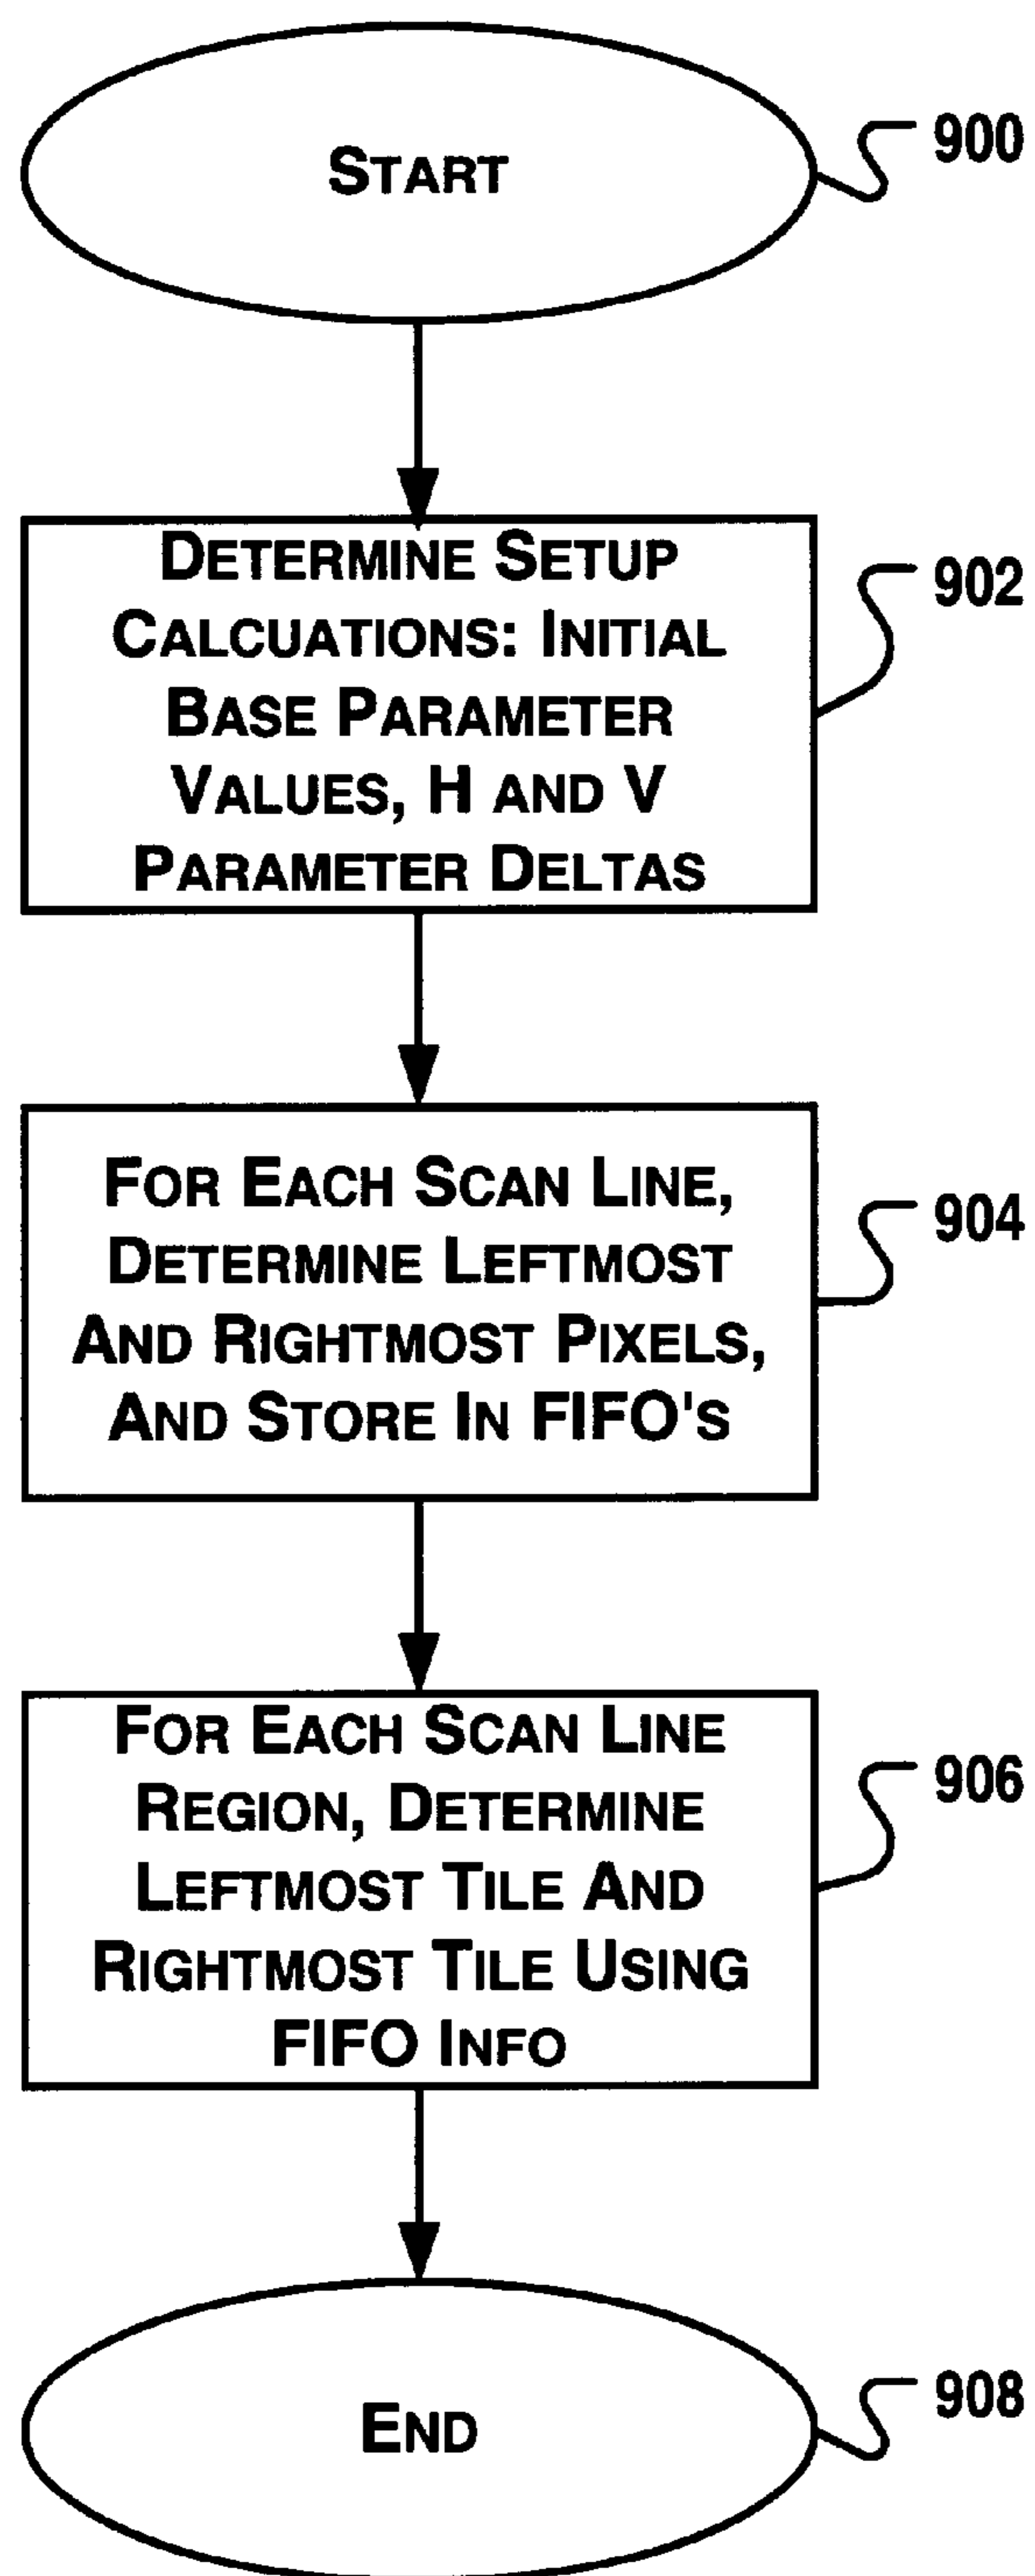 START
900
DETERMINE SETUP
CALCUATIONS: INITIAL
BASE PARAMETER
VALUES, H AND V
PARAMETER DELTAS
902
FOR EACH SCAN LINE,
DETERMINE LEFTMOST
AND RIGHTMOST PIXELS,
AND STORE IN FIFO'S
904
FOR EACH SCAN LINE
REGION, DETERMINE
LEFTMOST TILE AND
RIGHTMOST TILE USING
FIFO INFO
906
END
908